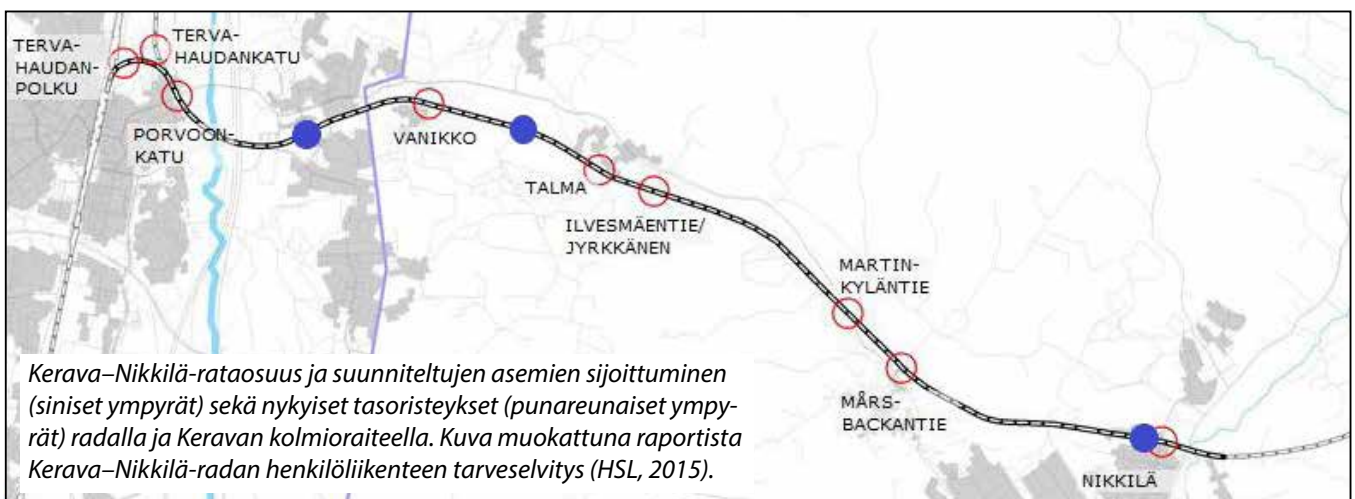 TERVA-
HAUDAN-
POLKU
TERVA-
HAUDANKATU
PORVOON-
KATU
VANIKKO
TALMA
ILVESMÄENTIE/
JYRKKÄNEN
MARTIN-
KYLÄNTIE
MÅRS-
BACKANTIE
NIKKILÄ
Kerava–Nikkilä-rataosuus ja suunniteltujen asemien sijoittuminen
(siniset ympyrät) sekä nykyiset tasoristeykset (punareunaiset ympy-
rät) radalla ja Keravan kolmioraiteella. Kuva muokattuna raportista
Kerava–Nikkilä-radan henkilöliikenteen tarveselvitys (HSL, 2015).